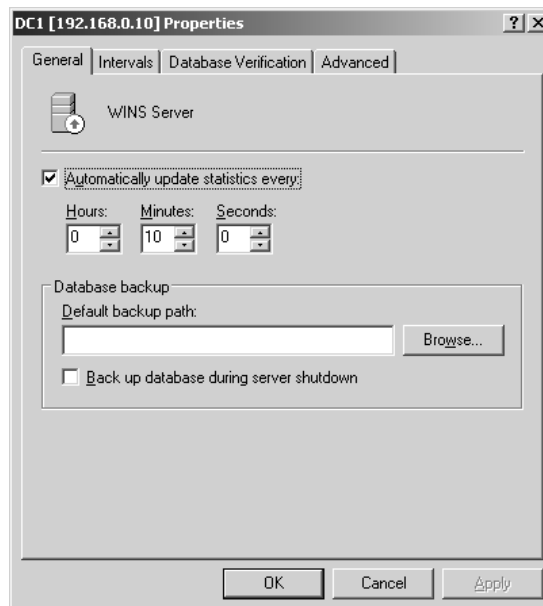 DC1 [192.168.0.10] Properties
General Intervals Database Verification Advanced
WINS Server
Automatically update statistics every:
Hours: Minutes: Seconds:
0 10 0
Database backup
Default backup path:
Browse...
Back up database during server shutdown
OK Cancel Apply